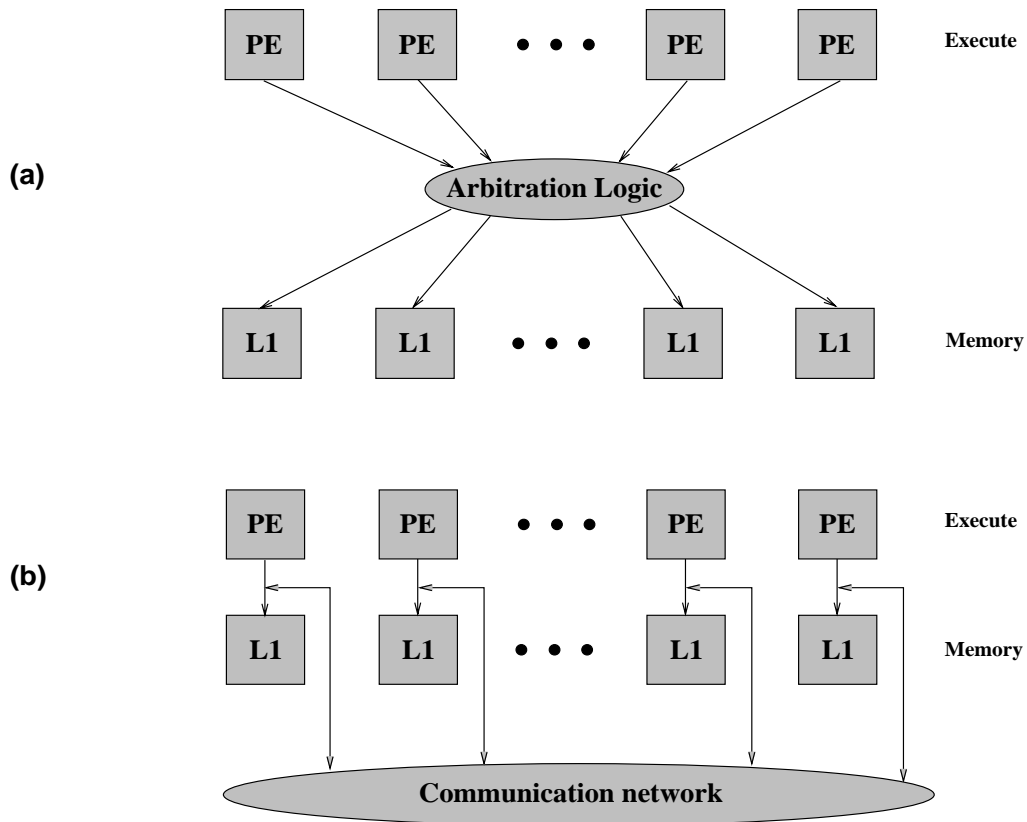 PE PE PE PE Execute
(a)
Arbitration Logic
L1 L1 L1 L1 Memory
PE PE PE PE Execute
(b)
L1 L1 L1 L1 Memory
Communication network